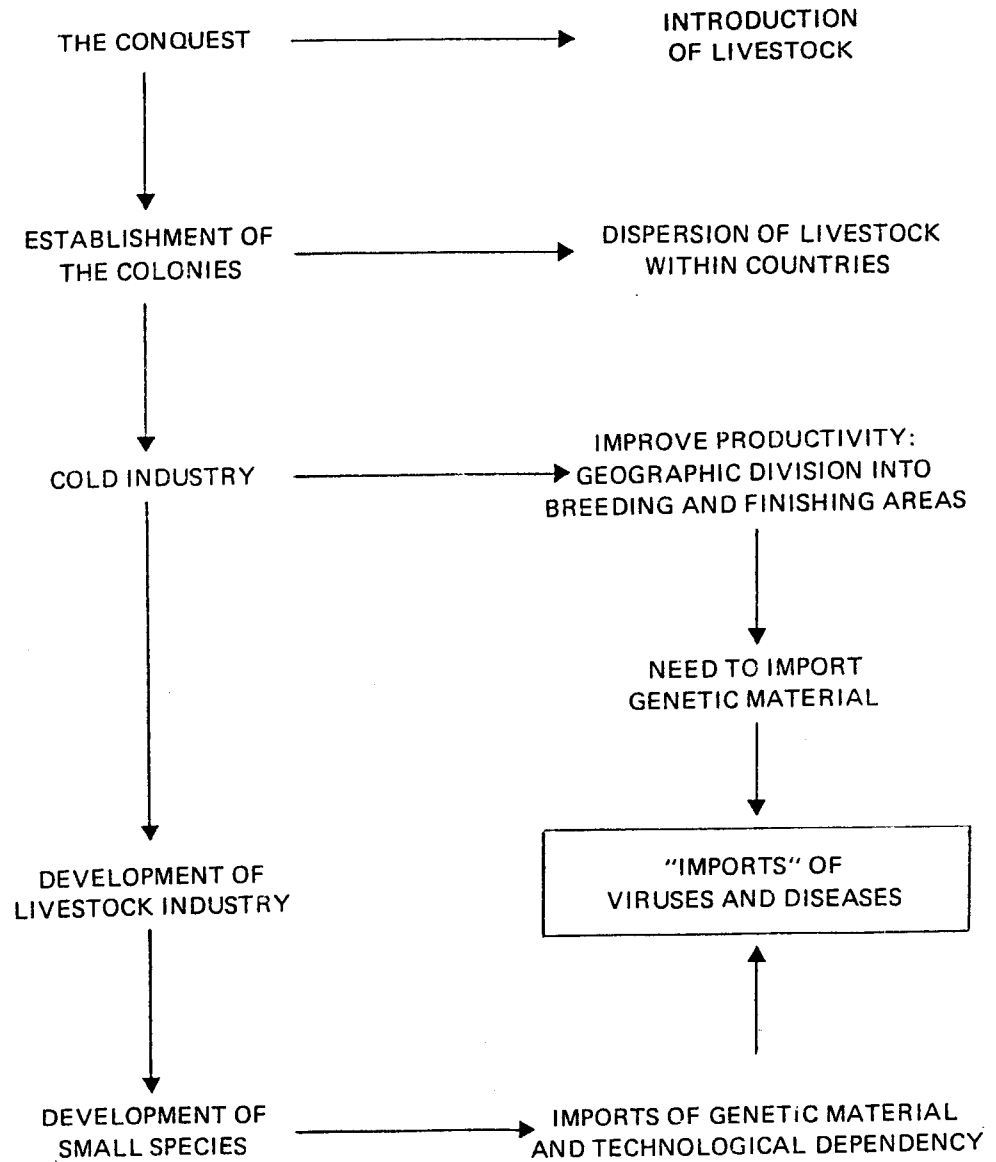 THE CONQUEST
INTRODUCTION
OF LIVESTOCK
ESTABLISHMENT OF
THE COLONIES
DISPERSION OF LIVESTOCK
WITHIN COUNTRIES
COLD INDUSTRY
IMPROVE PRODUCTIVITY:
GEOGRAPHIC DIVISION INTO
BREEDING AND FINISHING AREAS
NEED TO IMPORT
GENETIC MATERIAL
DEVELOPMENT OF
LIVESTOCK INDUSTRY
"IMPORTS" OF
VIRUSES AND DISEASES
DEVELOPMENT OF
SMALL SPECIES
IMPORTS OF GENETIC MATERIAL
AND TECHNOLOGICAL DEPENDENCY